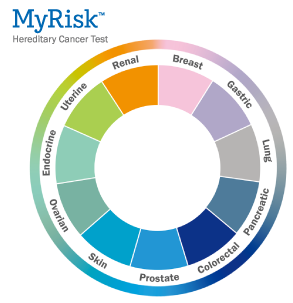 MyRisk™
Hereditary Cancer Test
Breast
Gastric
Lung
Pancreatic
Colorectal
Prostate
Skin
Ovarian
Endocrine
Uterine
Renal